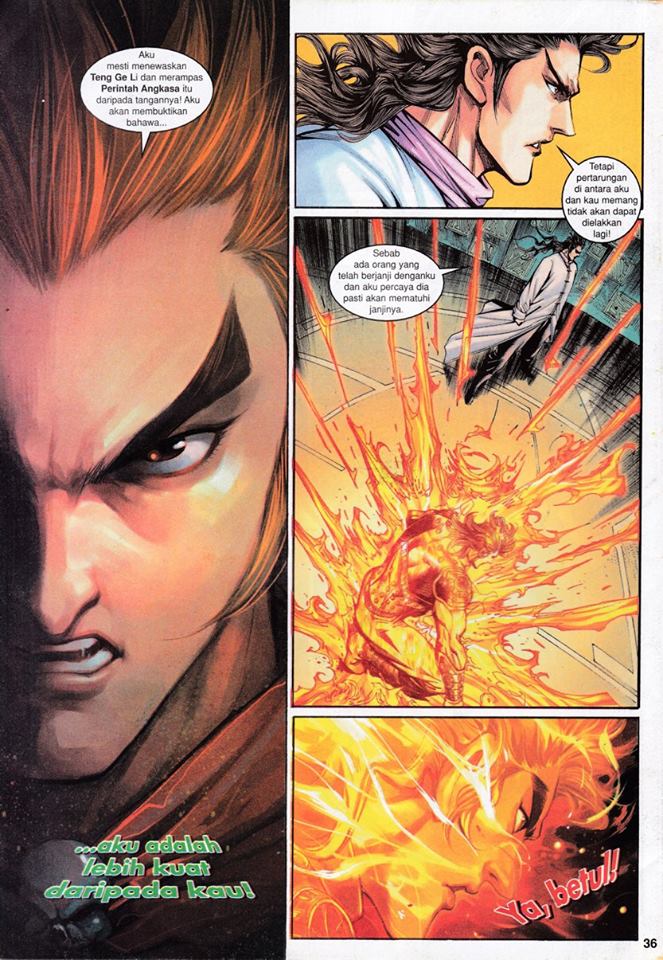 Aku
mesti menewaskan
Teng Ge Li dan merampas
Perintah Angkasa itu
daripada tangannya! Aku
akan membuktikan
bahawa...
...aku adalah
lebih kuat
daripada kau!
Tetapi
pertarungan
di antara aku
dan kau memang
tidak akan dapat
dielakkan
lagi!
Sebab
ada orang yang
telah berjanji denganku
dan aku percaya dia
pasti akan mematuhi
janjinya.
Ya, betul!
36